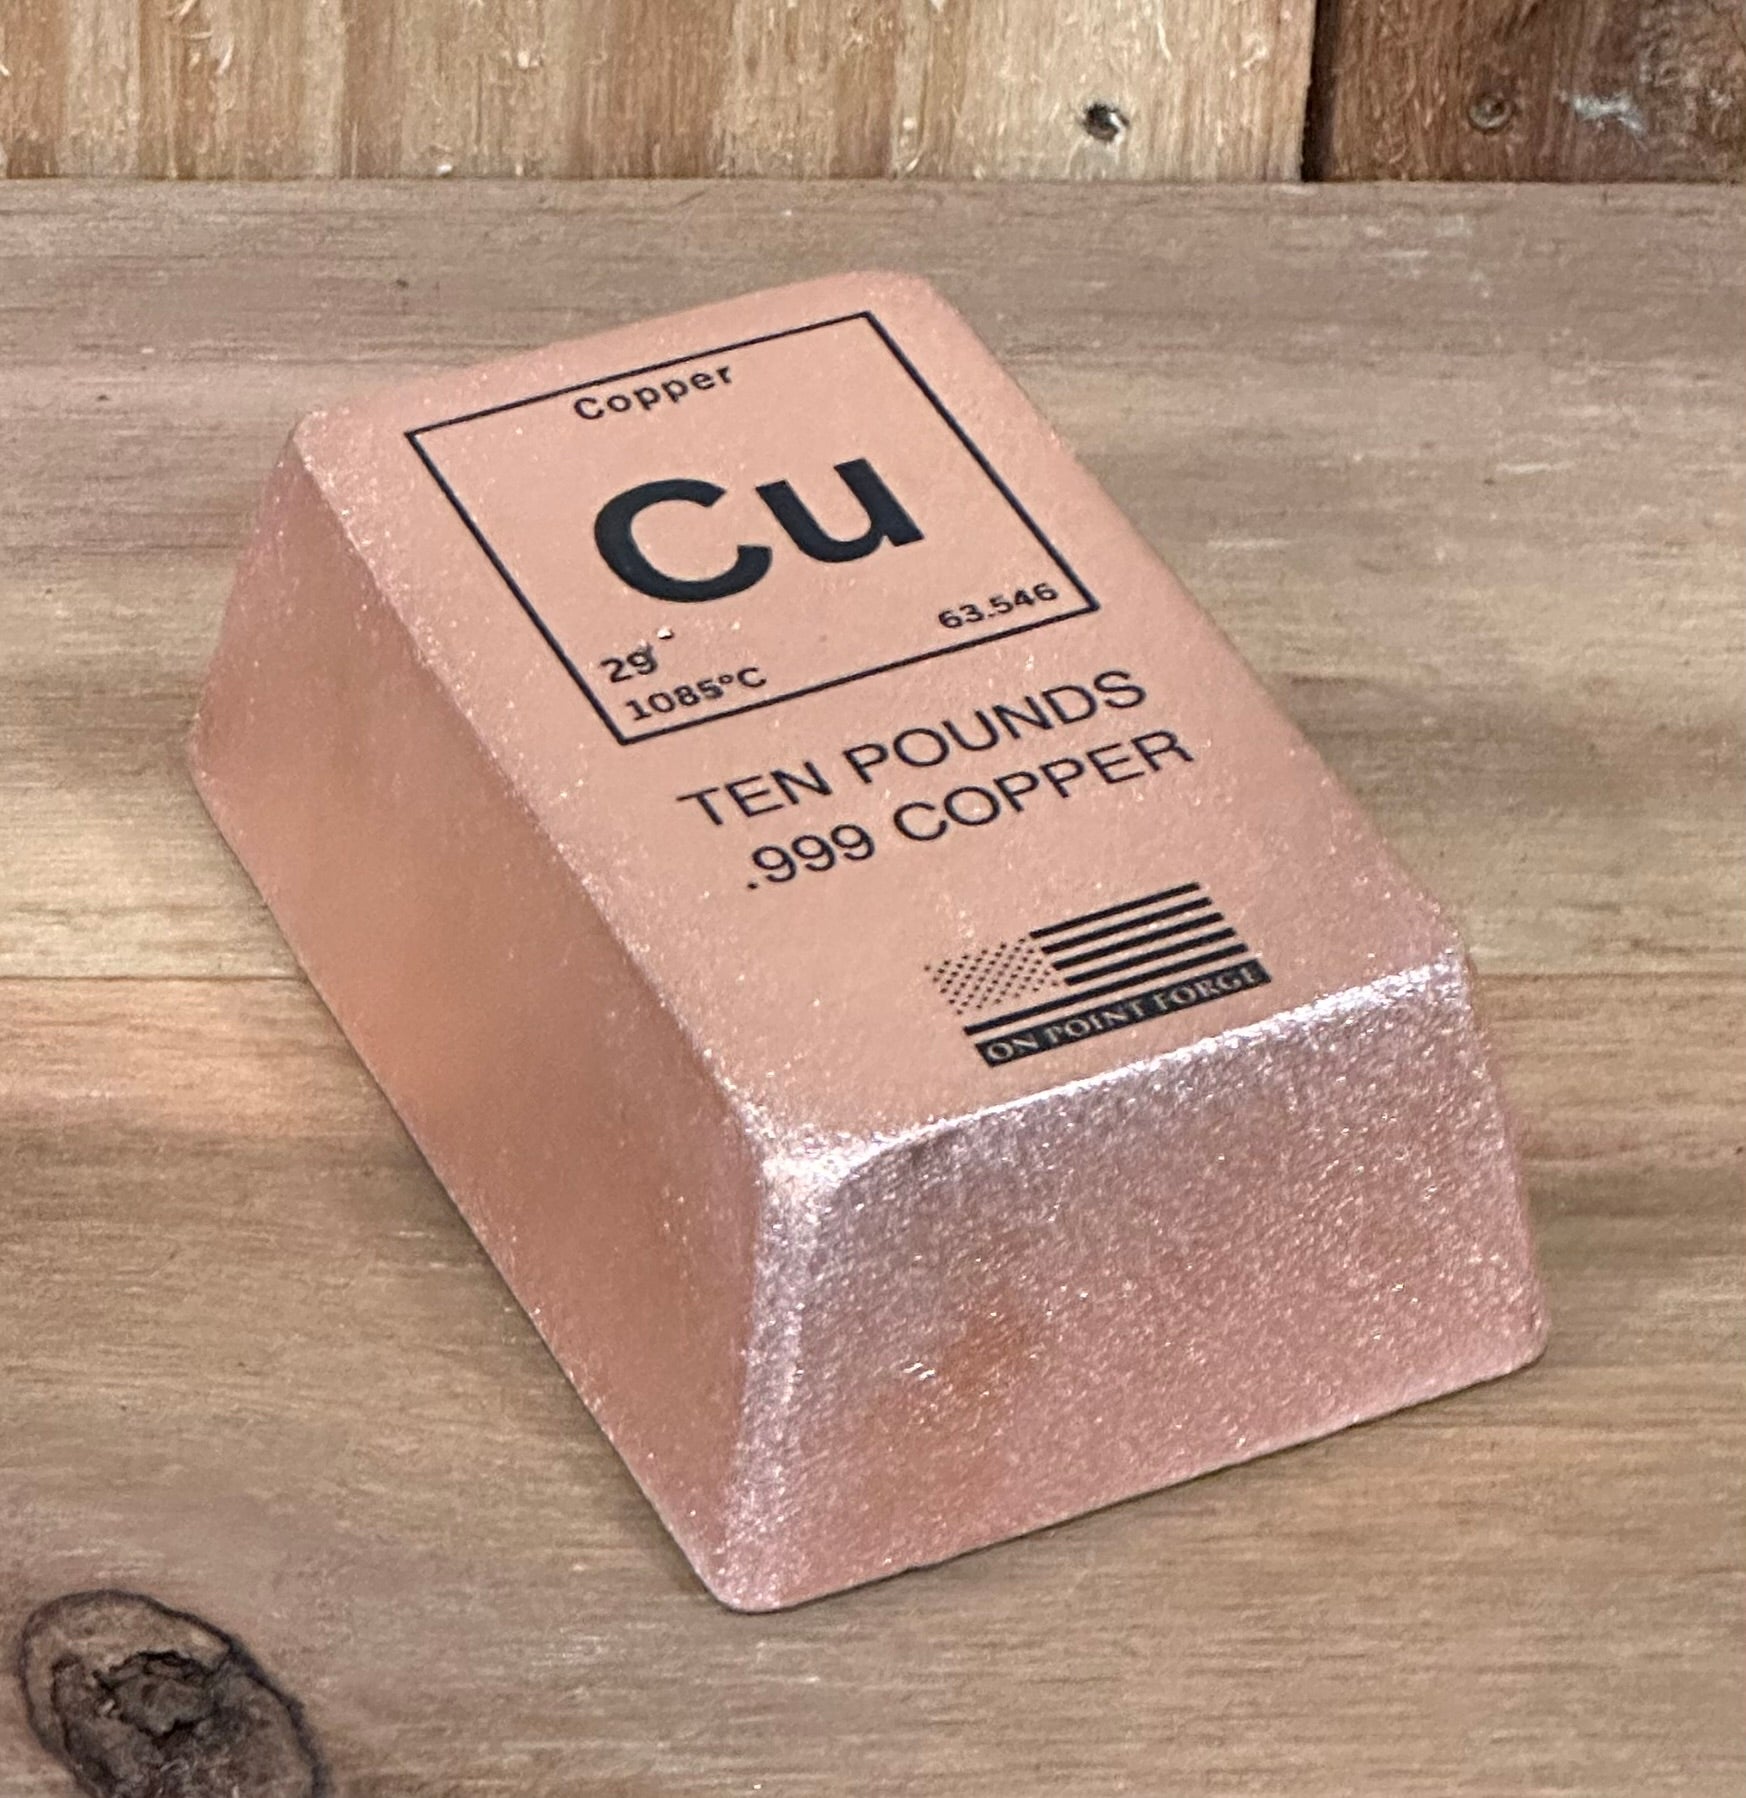 Copper
Cu
29
63.546
1085°C
TEN POUNDS
.999 COPPER
ON POINT FORGE